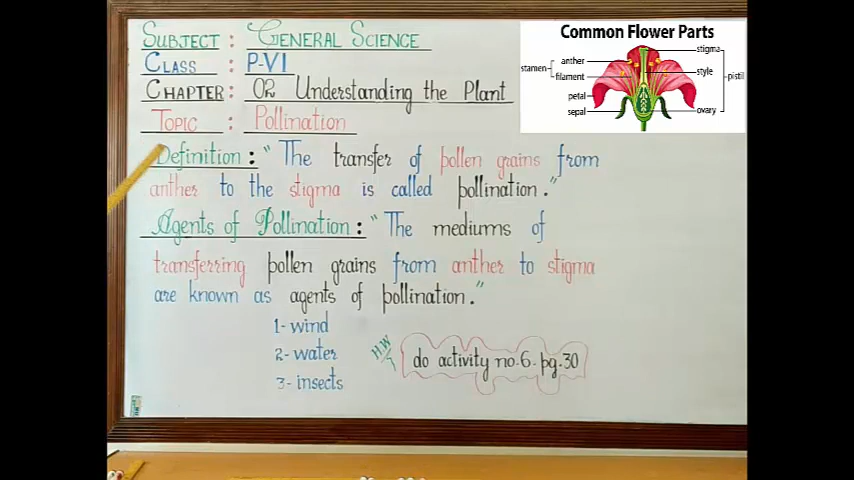 SUBJECT : GENERAL SCIENCE
CLASS : P-VI
CHAPTER : 02 Understanding the Plant
TOPIC : Pollination
Definition : " The transfer of pollen grains from
anther to the stigma is called pollination."
Agents of Pollination : " The mediums of
transferring pollen grains from anther to stigma
are known as agents of pollination."
1- wind
2- water
3- insects
H.W
do activity no.6. pg.30
Common Flower Parts
stamen
anther
filament
petal
sepal
stigma
style
pistil
ovary